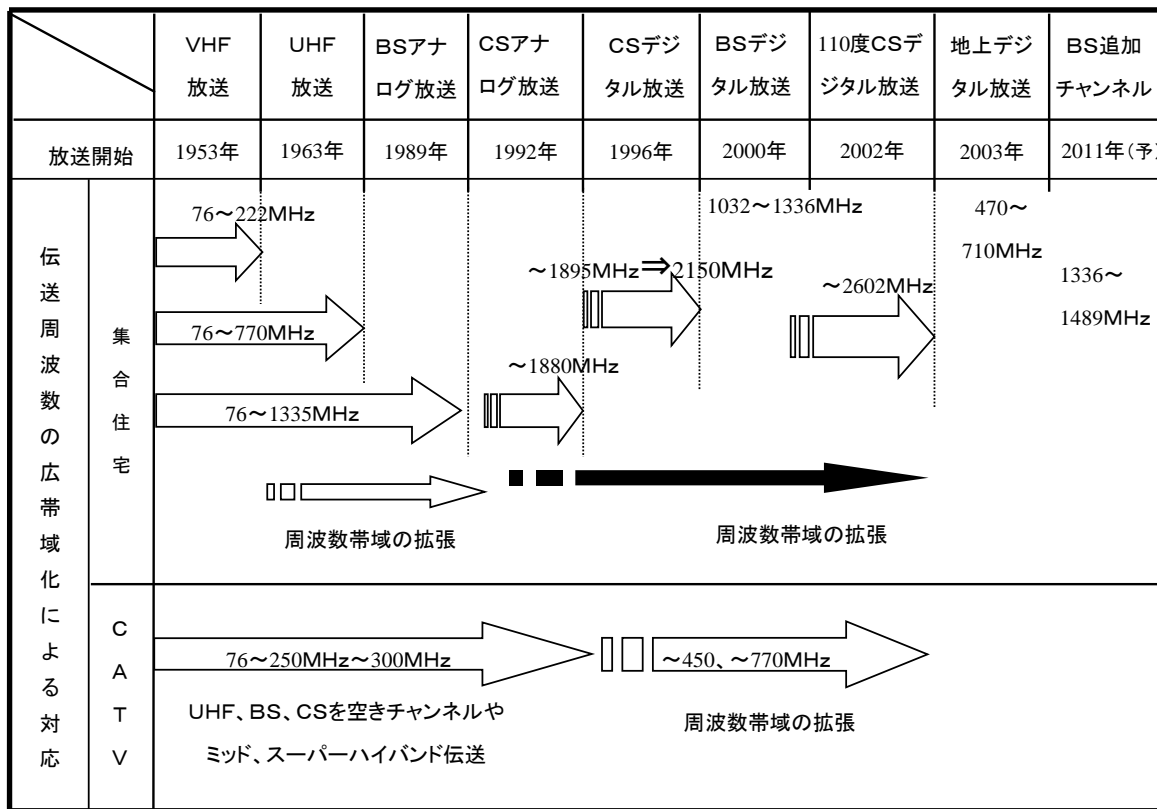 VHF
放送
UHF
放送
BSアナ
ログ放送
CSアナ
ログ放送
CSデジ
タル放送
BSデジ
タル放送
110度CSデ
ジタル放送
地上デジ
タル放送
BS追加
チャンネル
放送開始
1953年
1963年
1989年
1992年
1996年
2000年
2002年
2003年
2011年(予)
伝送周波数の広帯域化による対応
集合住宅
76~222MHz
1032~1336MHz
470~
710MHz
~1895MHz⇒2150MHz
1336~
1489MHz
~2602MHz
76~770MHz
~1880MHz
76~1335MHz
周波数帯域の拡張
周波数帯域の拡張
CATV
76~250MHz~300MHz
~450、~770MHz
UHF、BS、CSを空きチャンネルや
ミッド、スーパーハイバンド伝送
周波数帯域の拡張